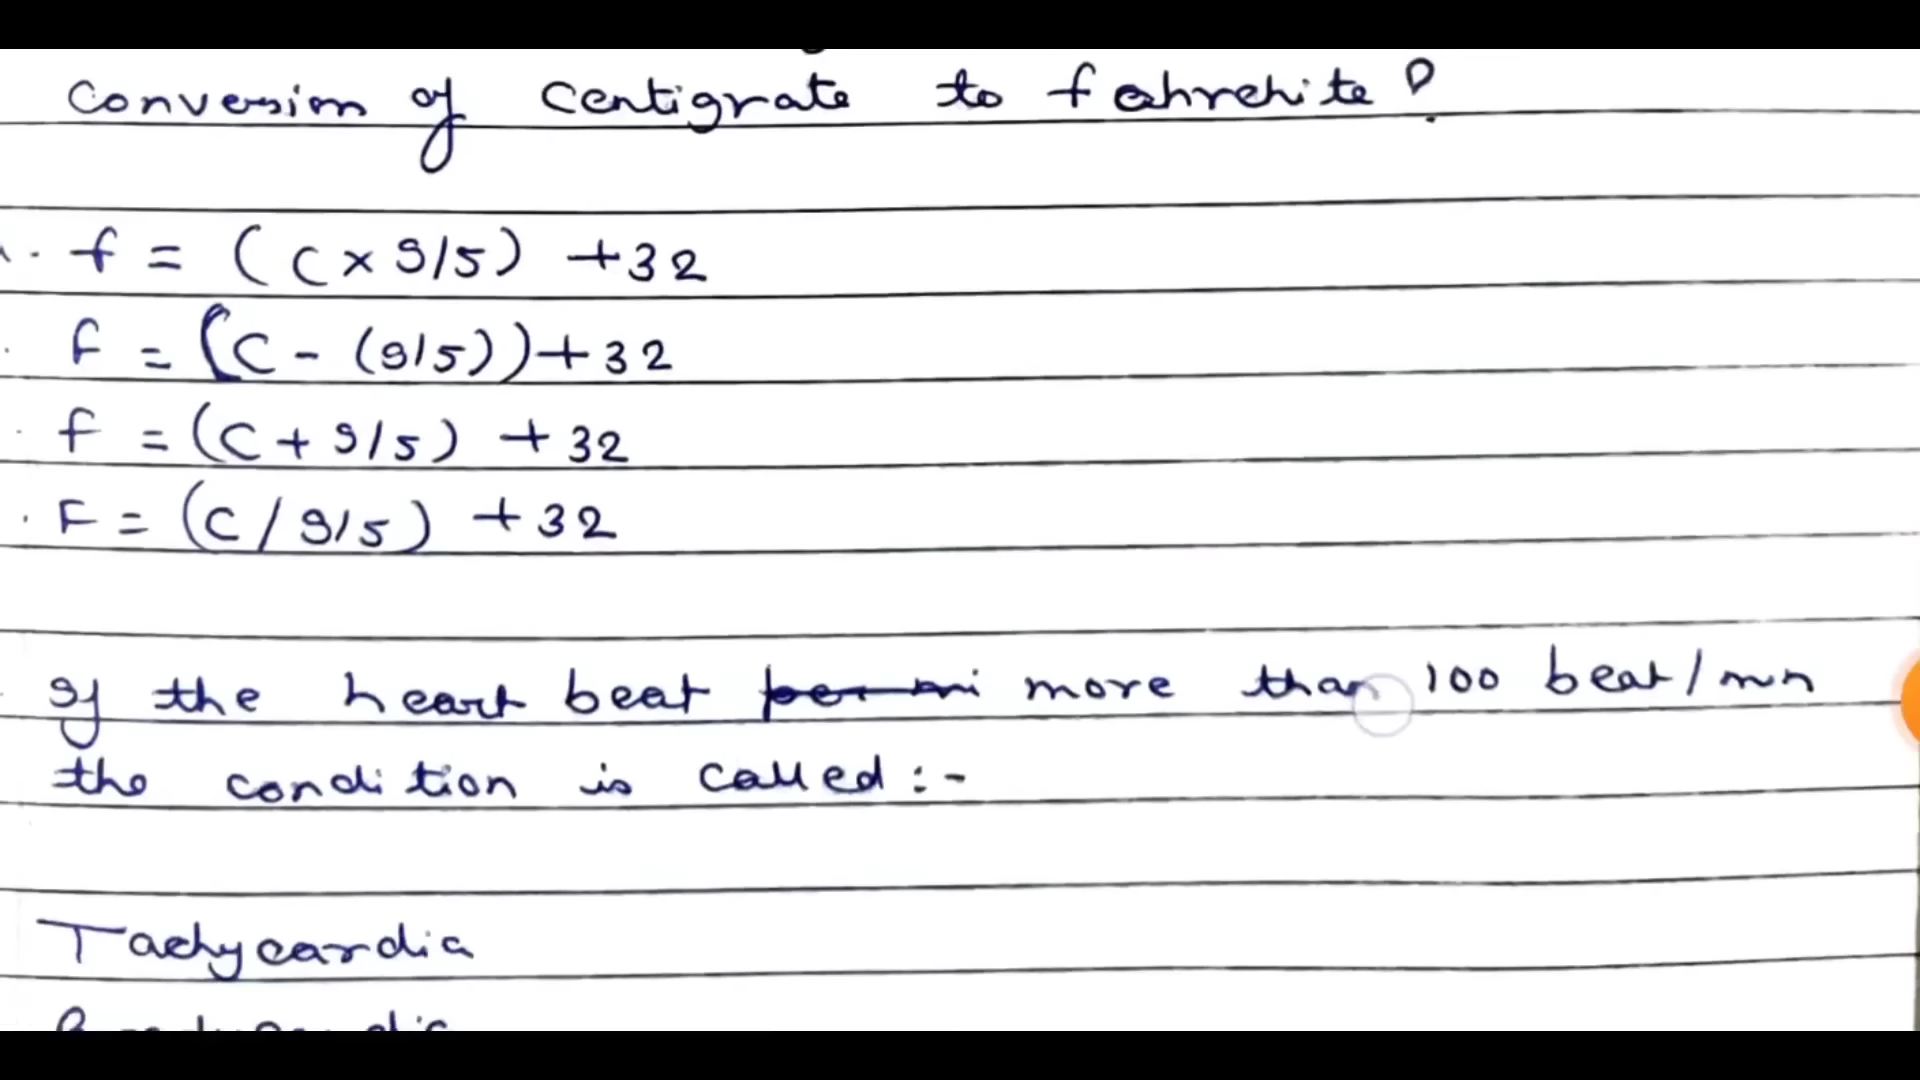 Conversion of Centigrate to fahrehite ?
f = ( C x 9/5 ) +32
F = (C - (9/5)) +32
f = (C + 9/5) +32
F = (C / 9/5) +32
If the heart beat more than 100 beat/min
the condition is called :-
Tachycardia